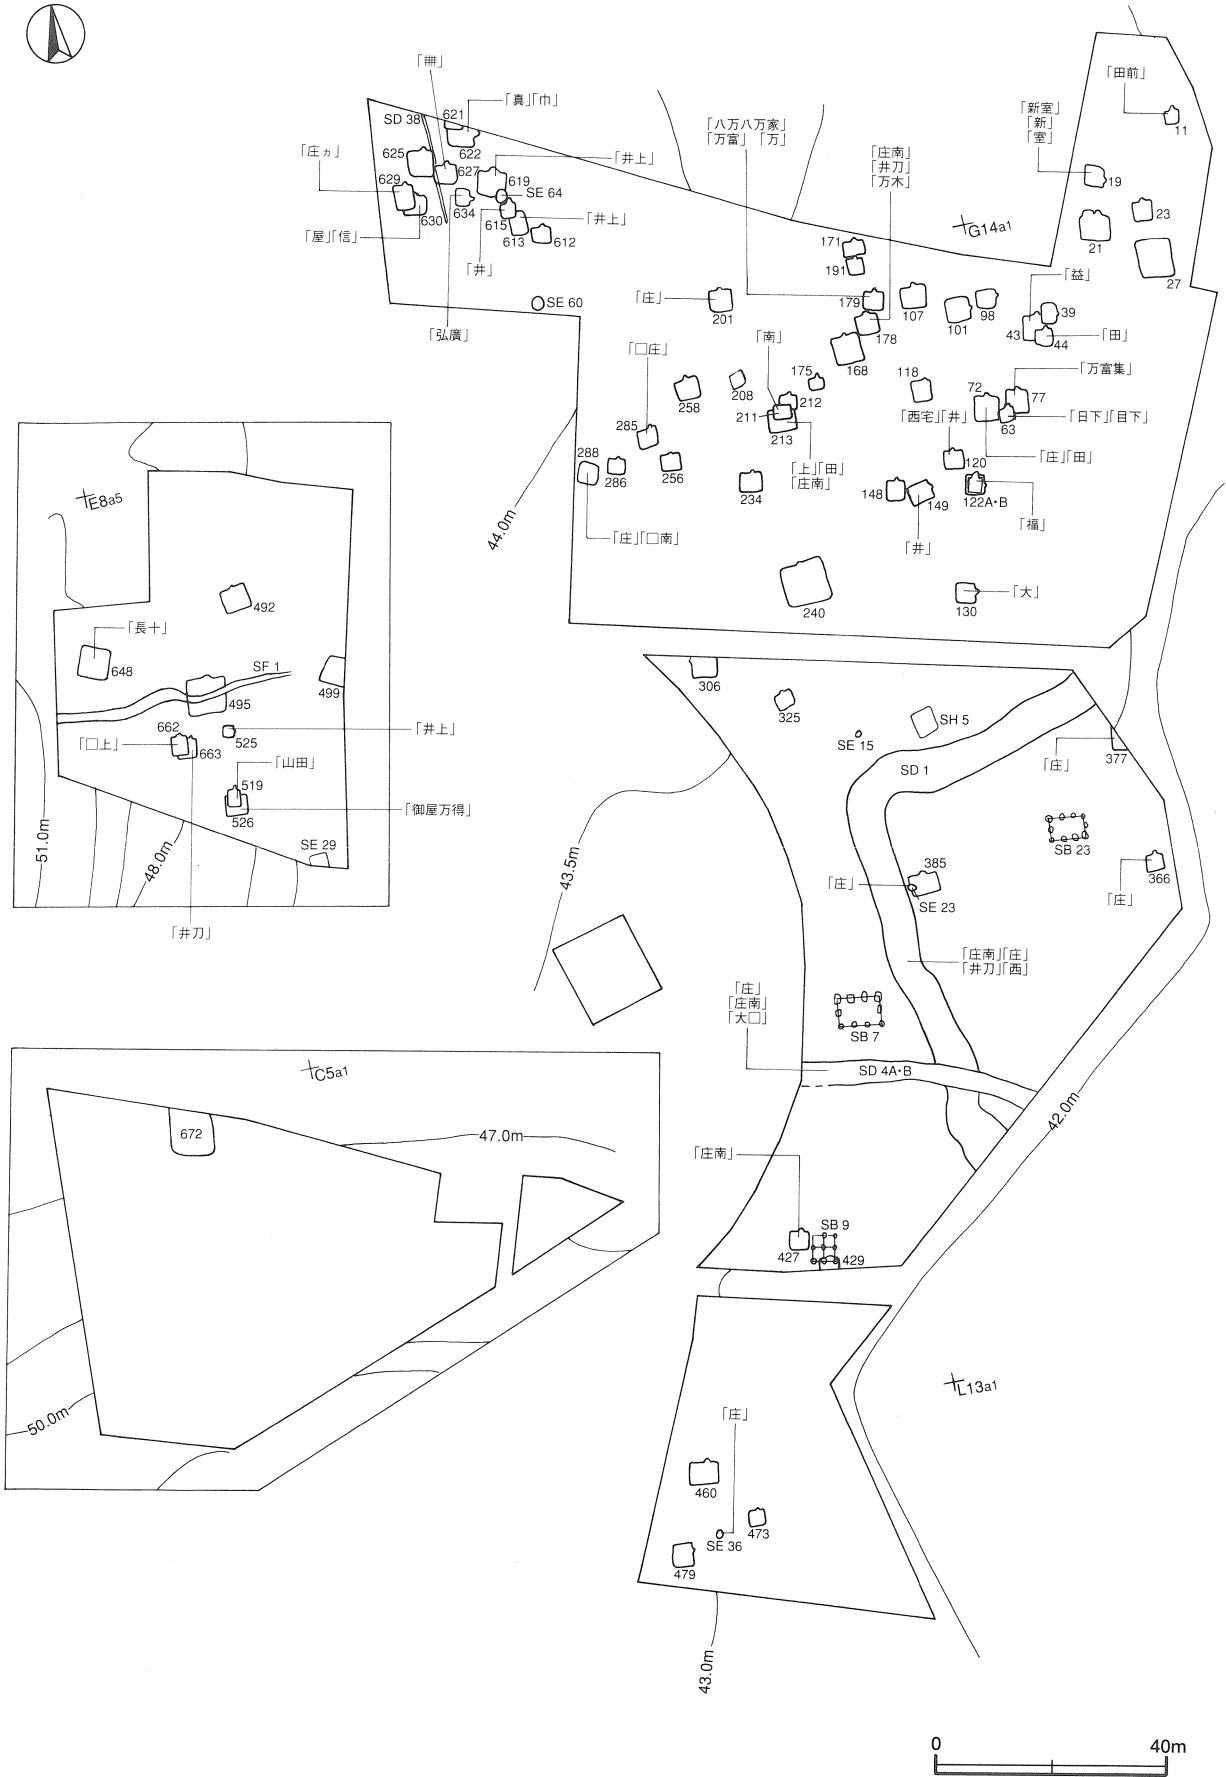 「卌」
「田前」
「真」「巾」
621
SD 38
「新室」
「新」
「室」
「八万八万家」
「万富」「万」
11
「庄ヵ」
625
622
「井上」
「庄南」
「井刀」
「万木」
627
619
629
SE 64
19
634
630
615
「井上」
613
23
「屋」「信」
612
G14a1
21
171
「井」
191
「益」
27
SE 60
「庄」
179
201
107
98
39
101
43
「弘廣」
178
44
「田」
「南」
「□庄」
168
175
118
「万富集」
72
77
208
258
212
211
「西宅」「井」
63
「日下」「目下」
E8a5
285
213
288
「庄」「田」
「上」「田」
「庄南」
120
286
256
234
148
149
122A・B
44.0m
「福」
「庄」「□南」
「井」
492
240
130
「大」
「長十」
648
SF 1
499
306
495
325
SH 5
662
「井上」
SE 15
「□上」
663
525
377
「庄」
SD 1
「山田」
519
「御屋万得」
526
51.0m
48.0m
SE 29
43.5m
SB 23
385
366
「庄」
SE 23
「庄」
「井刀」
「庄南」「庄」
「井刀」「西」
「庄」
「庄南」
「大□」
SB 7
C5a1
SD 4A・B
42.0m
672
47.0m
「庄南」
SB 9
427
429
L13a1
50.0m
「庄」
460
473
SE 36
479
43.0m
0
40m